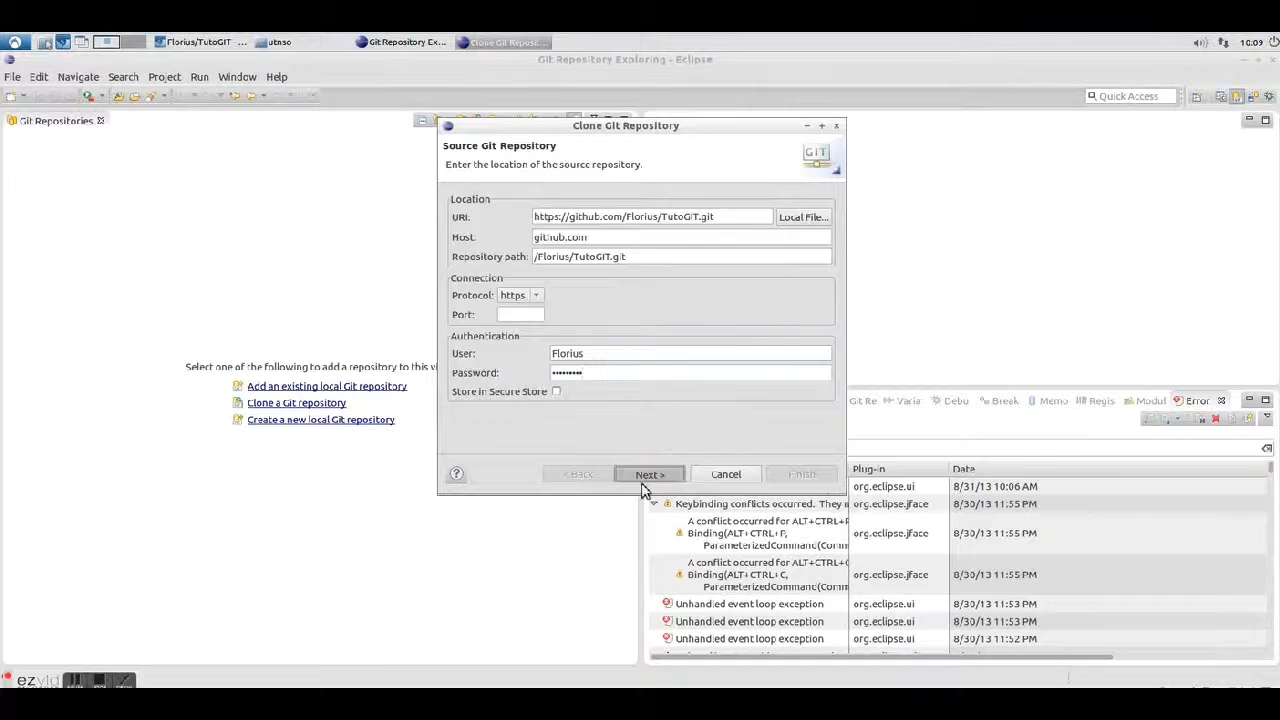 Florius/TutoGIT ... utnso Git Repository Ex... Clone Git Reposit... 10:09
Git Repository Exploring - Eclipse
File Edit Navigate Search Project Run Window Help
Quick Access
Git Repositories
Clone Git Repository
Source Git Repository
Enter the location of the source repository.
GIT
Location
URI: https://github.com/Florius/TutoGIT.git Local File...
Host: github.com
Repository path: /Florius/TutoGIT.git
Connection
Protocol: https
Port:
Authentication
User: Florius
Password: •••••••••
Store in Secure Store
< Back Next > Cancel Finish
Select one of the following to add a repository to this vi
Add an existing local Git repository
Clone a Git repository
Create a new local Git repository
Git Re Varia Debu Break Memo Regis Modul Error
Plug-in Date
org.eclipse.ui 8/31/13 10:06 AM
Keybinding conflicts occurred. They m org.eclipse.jface 8/30/13 11:55 PM
A conflict occurred for ALT+CTRL+P
Binding(ALT+CTRL+P, org.eclipse.jface 8/30/13 11:55 PM
ParameterizedCommand(Comm
A conflict occurred for ALT+CTRL+C
Binding(ALT+CTRL+C, org.eclipse.jface 8/30/13 11:55 PM
ParameterizedCommand(Comm
Unhandled event loop exception org.eclipse.ui 8/30/13 11:53 PM
Unhandled event loop exception org.eclipse.ui 8/30/13 11:53 PM
Unhandled event loop exception org.eclipse.ui 8/30/13 11:52 PM
ezvid